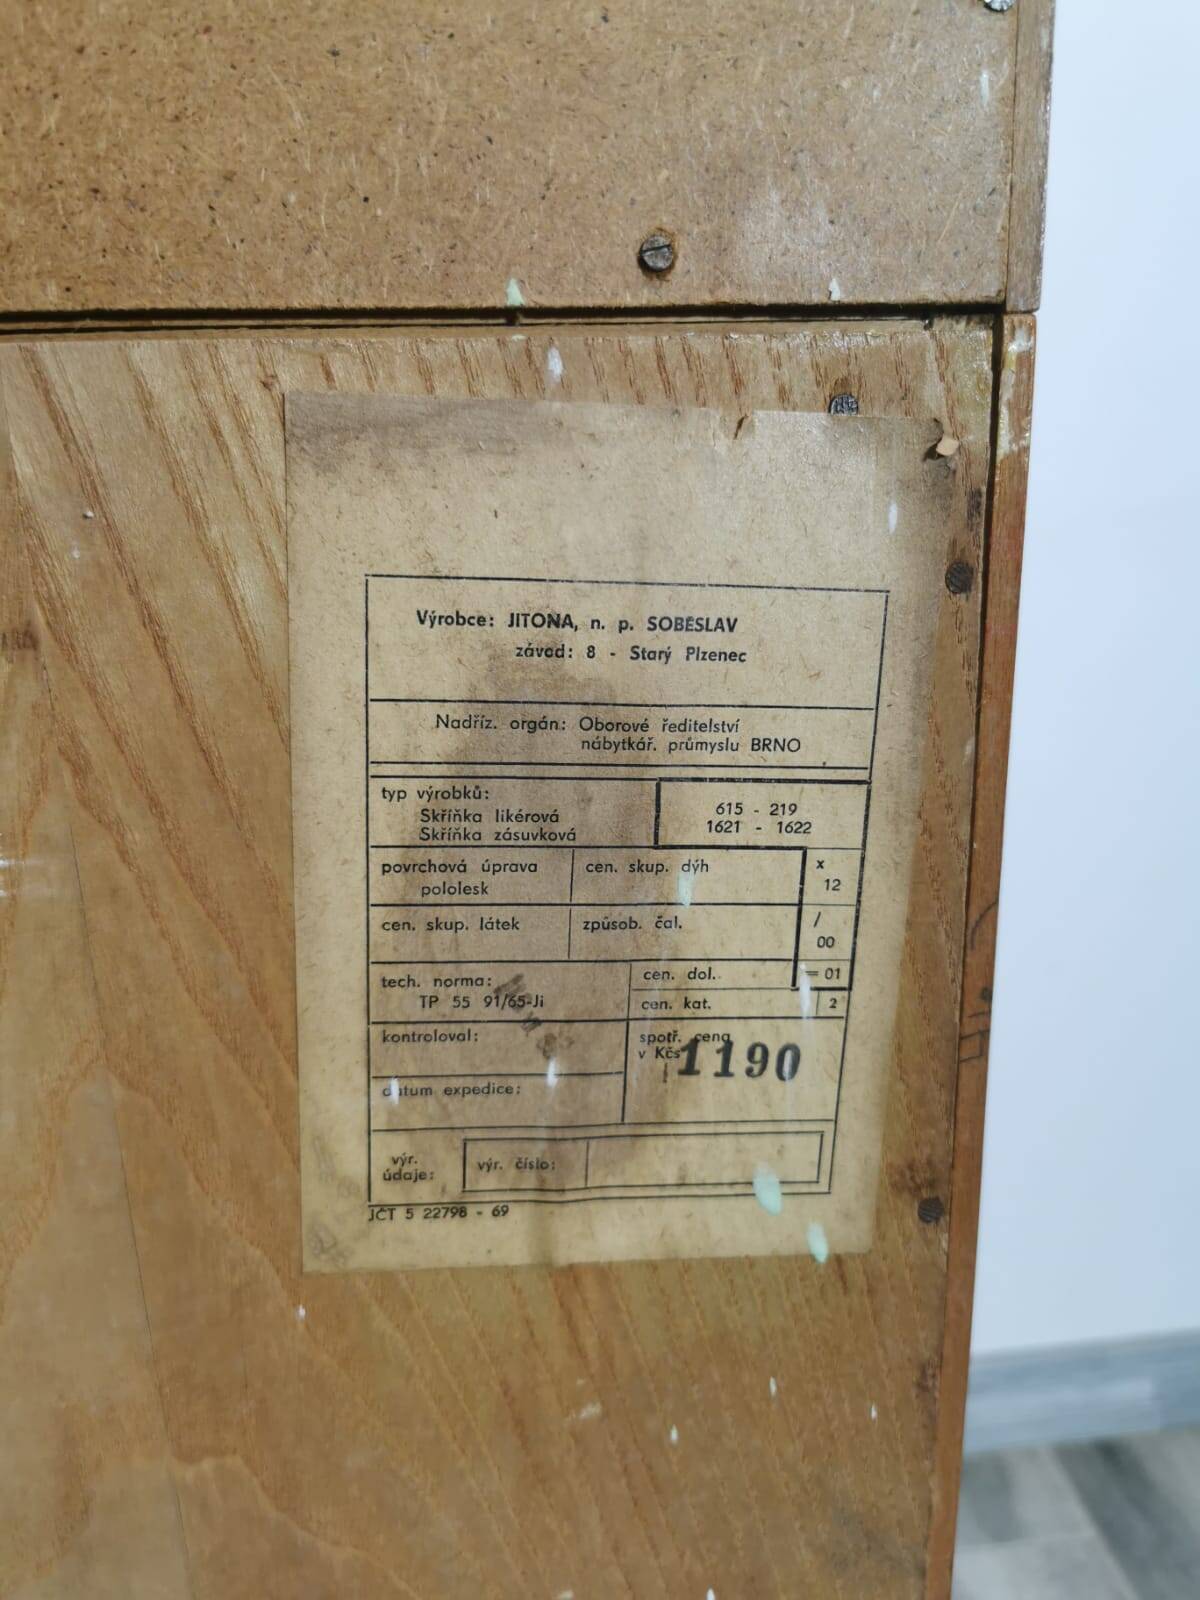 Výrobce: JITONA, n. p. SOBĚSLAV
závod: 8 - Starý Plzenec
Nadříz. orgán: Oborové ředitelství
nábytkář. průmyslu BRNO
typ výrobků:
Skříňka likérová 615 - 219
Skříňka zásuvková 1621 - 1622
povrchová úprava cen. skup. dýh x
pololesk 12
cen. skup. látek způsob. čal. /
00
cen. dol. = 01
tech. norma:
TP 55 91/65-Ji cen. kat. 2
kontroloval: spotř. cena
v Kčs 1190
datum expedice:
výr. údaje: výr. číslo:
JČT 5 22798 - 69